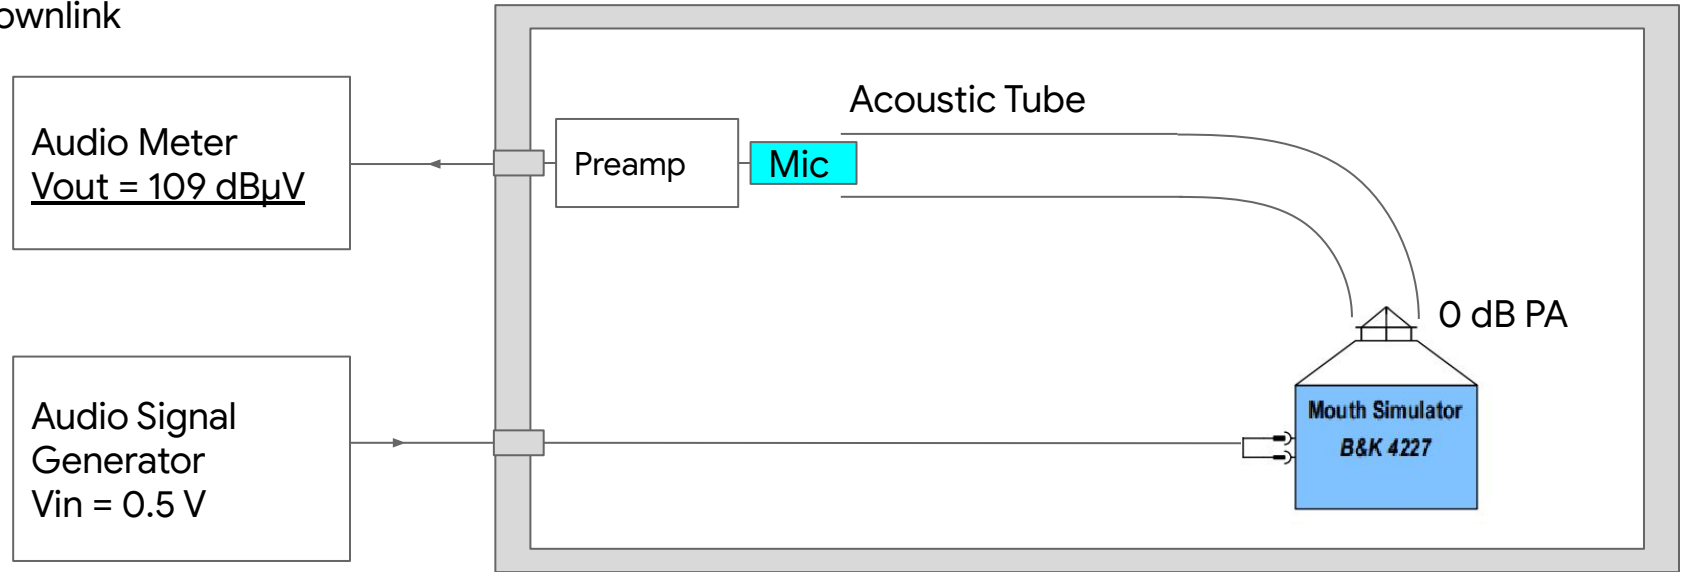 ownlink
Audio Meter
Vout = 109 dBµV
Preamp
Mic
Acoustic Tube
0 dB PA
Audio Signal
Generator
Vin = 0.5 V
Mouth Simulator
B&K 4227